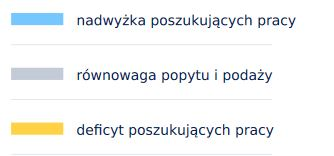 nadwyżka poszukujących pracy
równowaga popytu i podaży
deficyt poszukujących pracy